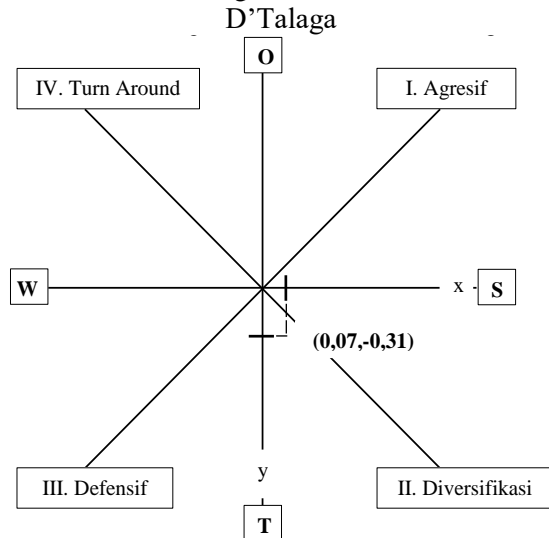 D’Talaga
O
IV. Turn Around
I. Agresif
W
x
S
(0,07,-0,31)
y
III. Defensif
II. Diversifikasi
T